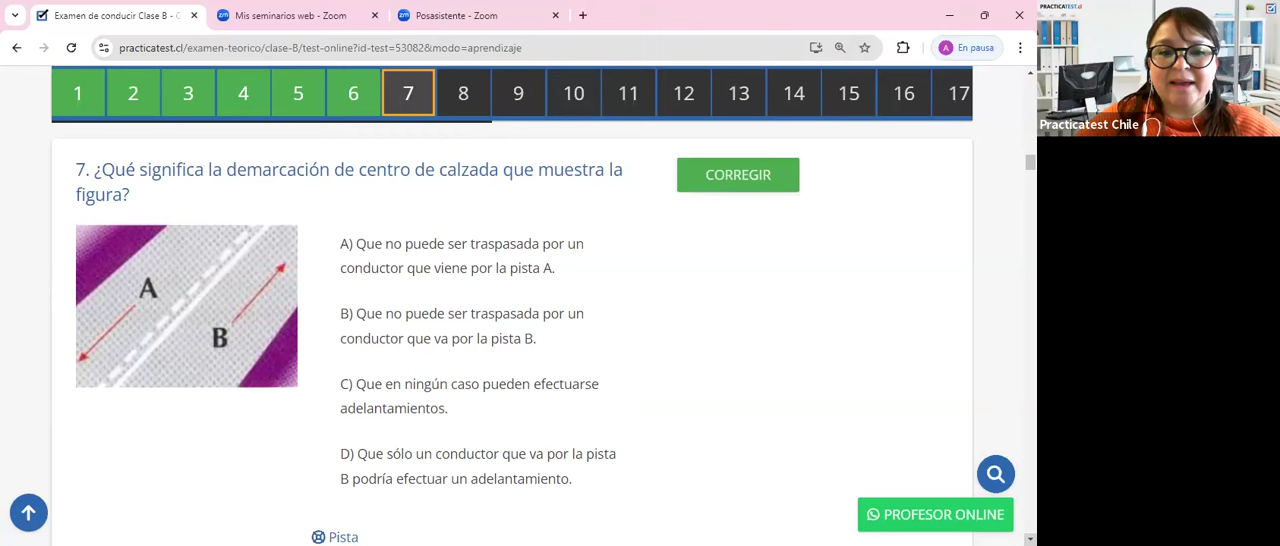 Examen de conducir Clase B - C
Mis seminarios web - Zoom
Posasistente - Zoom
practicatest.cl/examen-teorico/clase-B/test-online?id-test=53082&modo=aprendizaje
A
En pausa
PRACTICATEST.cl
Practicatest Chile
1 2 3 4 5 6 7 8 9 10 11 12 13 14 15 16 17
7. ¿Qué significa la demarcación de centro de calzada que muestra la
figura?
CORREGIR
A
B
A) Que no puede ser traspasada por un
conductor que viene por la pista A.
B) Que no puede ser traspasada por un
conductor que va por la pista B.
C) Que en ningún caso pueden efectuarse
adelantamientos.
D) Que sólo un conductor que va por la pista
B podría efectuar un adelantamiento.
Pista
PROFESOR ONLINE